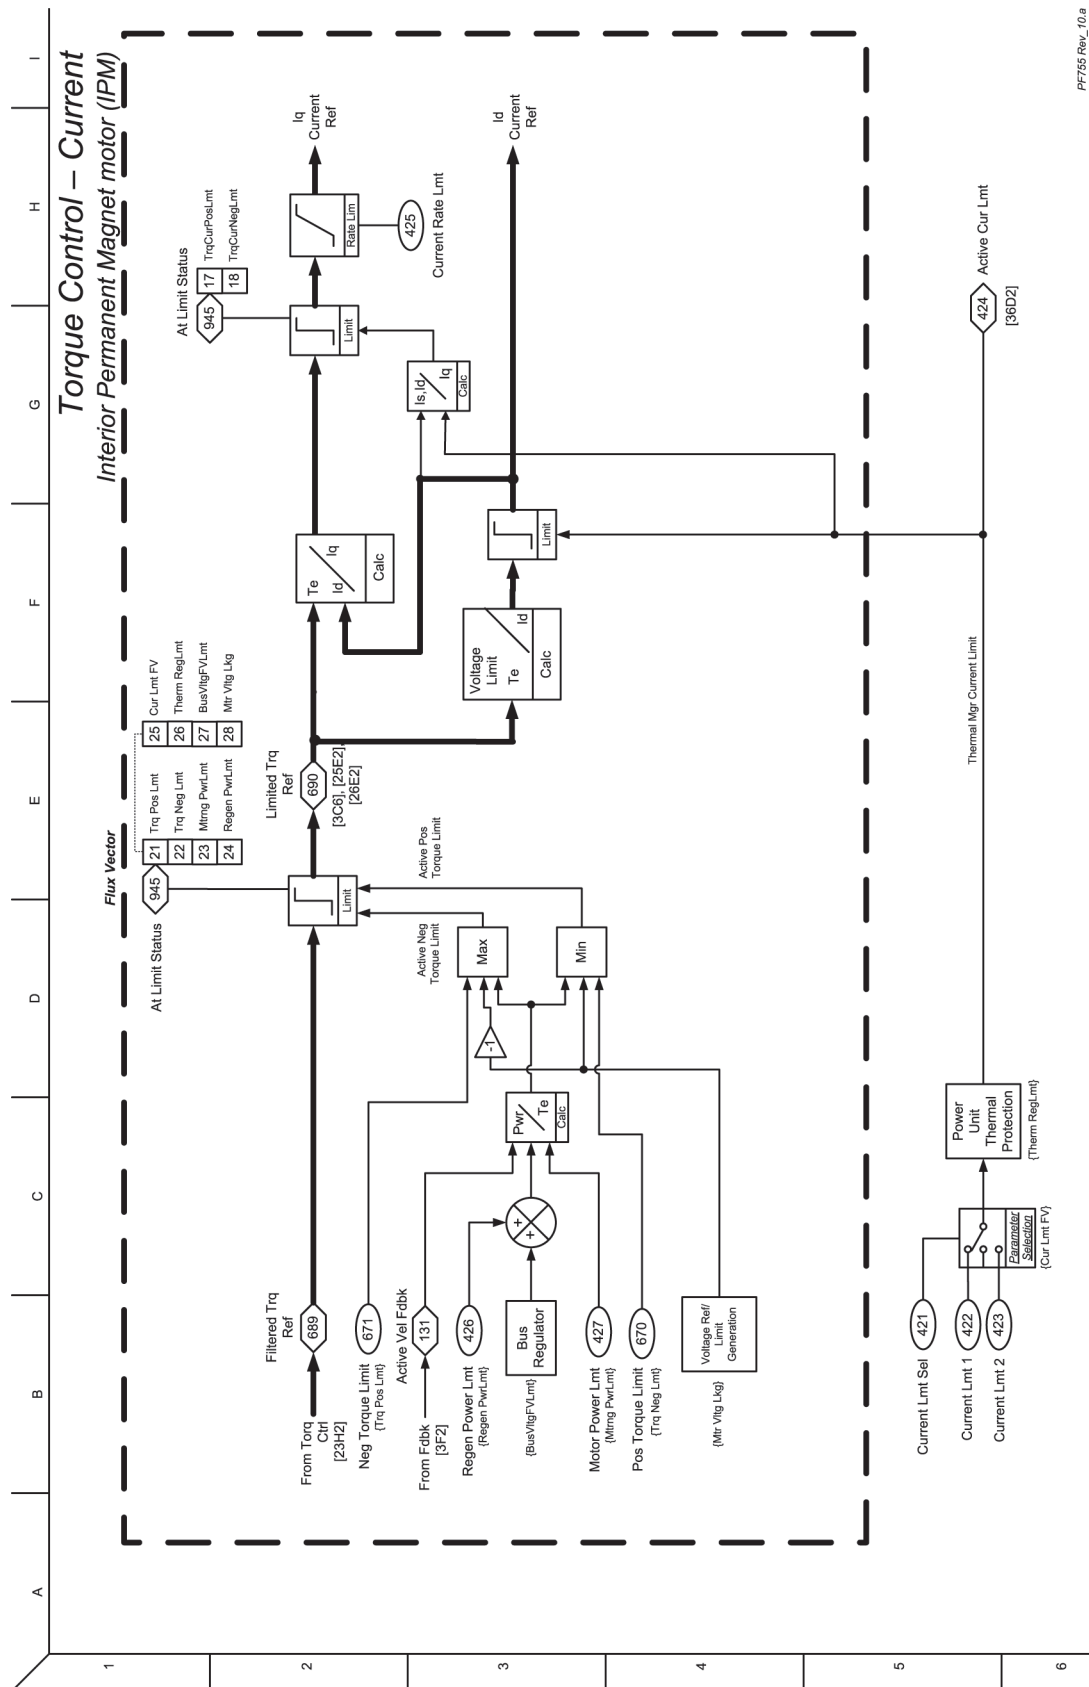 A
B
C
D
E
F
G
H
I
1
2
3
4
5
6
Torque Control – Current
Interior Permanent Magnet motor (IPM)
Flux Vector
At Limit Status
945
21 Trq Pos Lmt
22 Trq Neg Lmt
23 Mtrng PwrLmt
24 Regen PwrLmt
25 Cur Lmt FV
26 Therm RegLmt
27 BusVltgFVLmt
28 Mtr Vltg Lkg
At Limit Status
945
17 TrqCurPosLmt
18 TrqCurNegLmt
From Torq
Ctrl
[23H2]
Filtered Trq
Ref
689
Limit
Limited Trq
Ref
690
[3C6], [25E2],
[26E2]
Te
Iq
Id
Calc
Limit
Rate Lim
Iq
Current
Ref
425
Current Rate Lmt
Neg Torque Limit
{Trq Pos Lmt}
671
Active Vel Fdbk
From Fdbk
[3F2]
131
Regen Power Lmt
{Regen PwrLmt}
426
{BusVltgFVLmt}
Bus
Regulator
+
+
Pwr
Te
Calc
Motor Power Lmt
{Mtrng PwrLmt}
427
Pos Torque Limit
{Trq Neg Lmt}
670
{Mtr Vltg Lkg}
Voltage Ref/
Limit
Generation
-1
Max
Min
Active Neg
Torque Limit
Active Pos
Torque Limit
Voltage
Limit
Te
Id
Calc
Limit
Is,Id
Iq
Calc
Id
Current
Ref
Current Lmt Sel
421
Current Lmt 1
422
Current Lmt 2
423
Parameter
Selection
{Cur Lmt FV}
Power
Unit
Thermal
Protection
{Therm RegLmt}
Thermal Mgr Current Limit
424
Active Cur Lmt
[36D2]
PF755 Rev_10.a